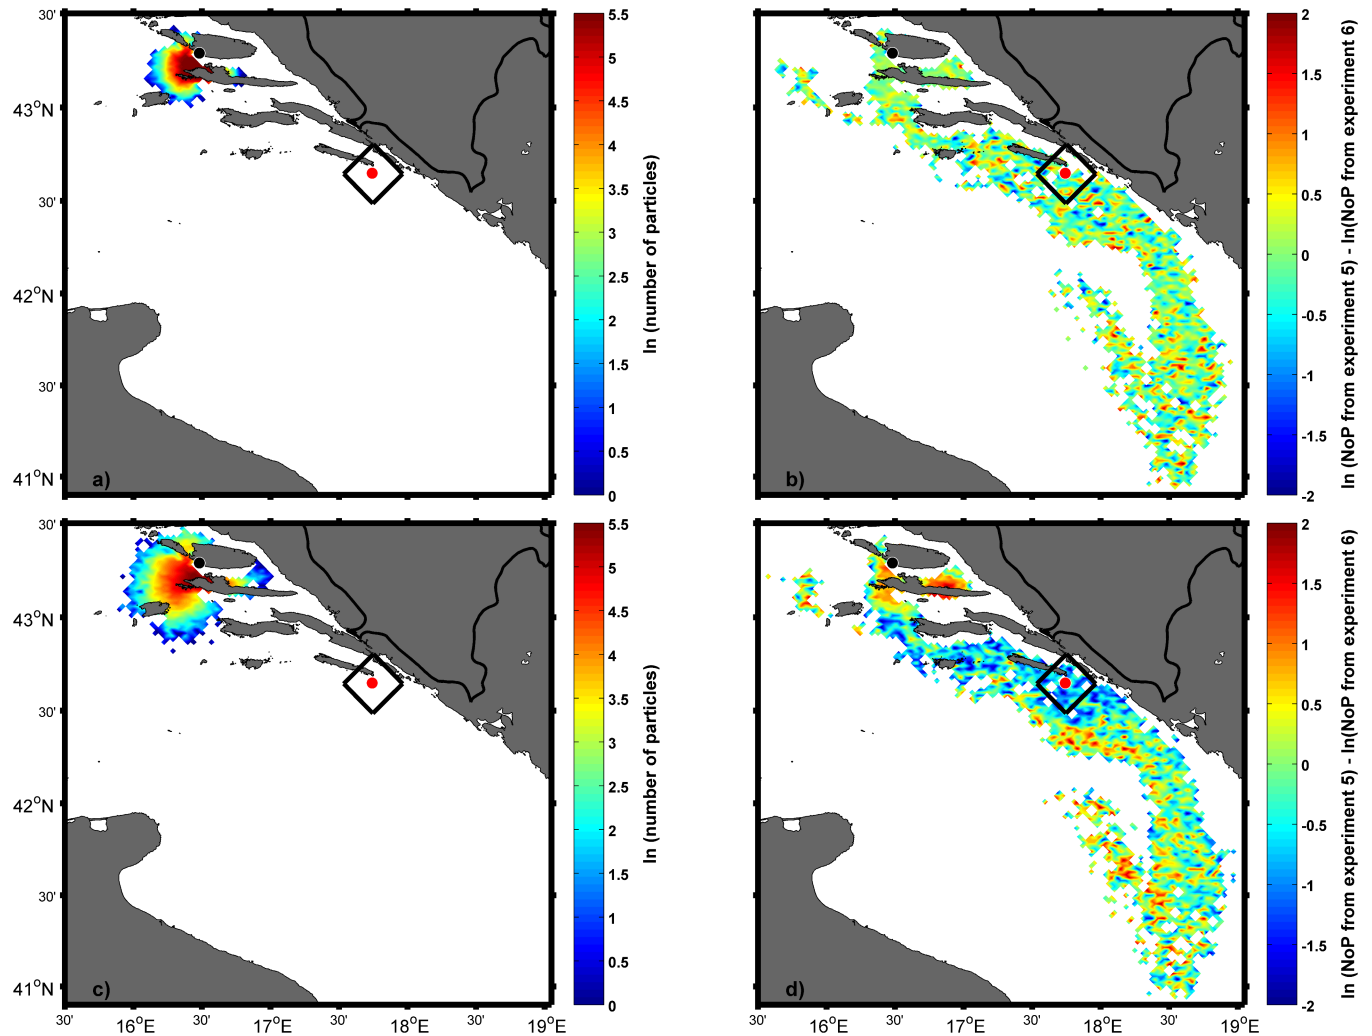 30'
43°N
30'
42°N
30'
41°N
a)
5.5
5
4.5
4
3.5
3
2.5
2
1.5
1
0.5
0
ln (number of particles)
b)
2
1.5
1
0.5
0
-0.5
-1
-1.5
-2
ln (NoP from experiment 5) - ln(NoP from experiment 6)
30'
43°N
30'
42°N
30'
41°N
c)
30'
16°E
30'
17°E
30'
18°E
30'
19°E
5.5
5
4.5
4
3.5
3
2.5
2
1.5
1
0.5
0
ln (number of particles)
d)
30'
16°E
30'
17°E
30'
18°E
30'
19°E
2
1.5
1
0.5
0
-0.5
-1
-1.5
-2
ln (NoP from experiment 5) - ln(NoP from experiment 6)